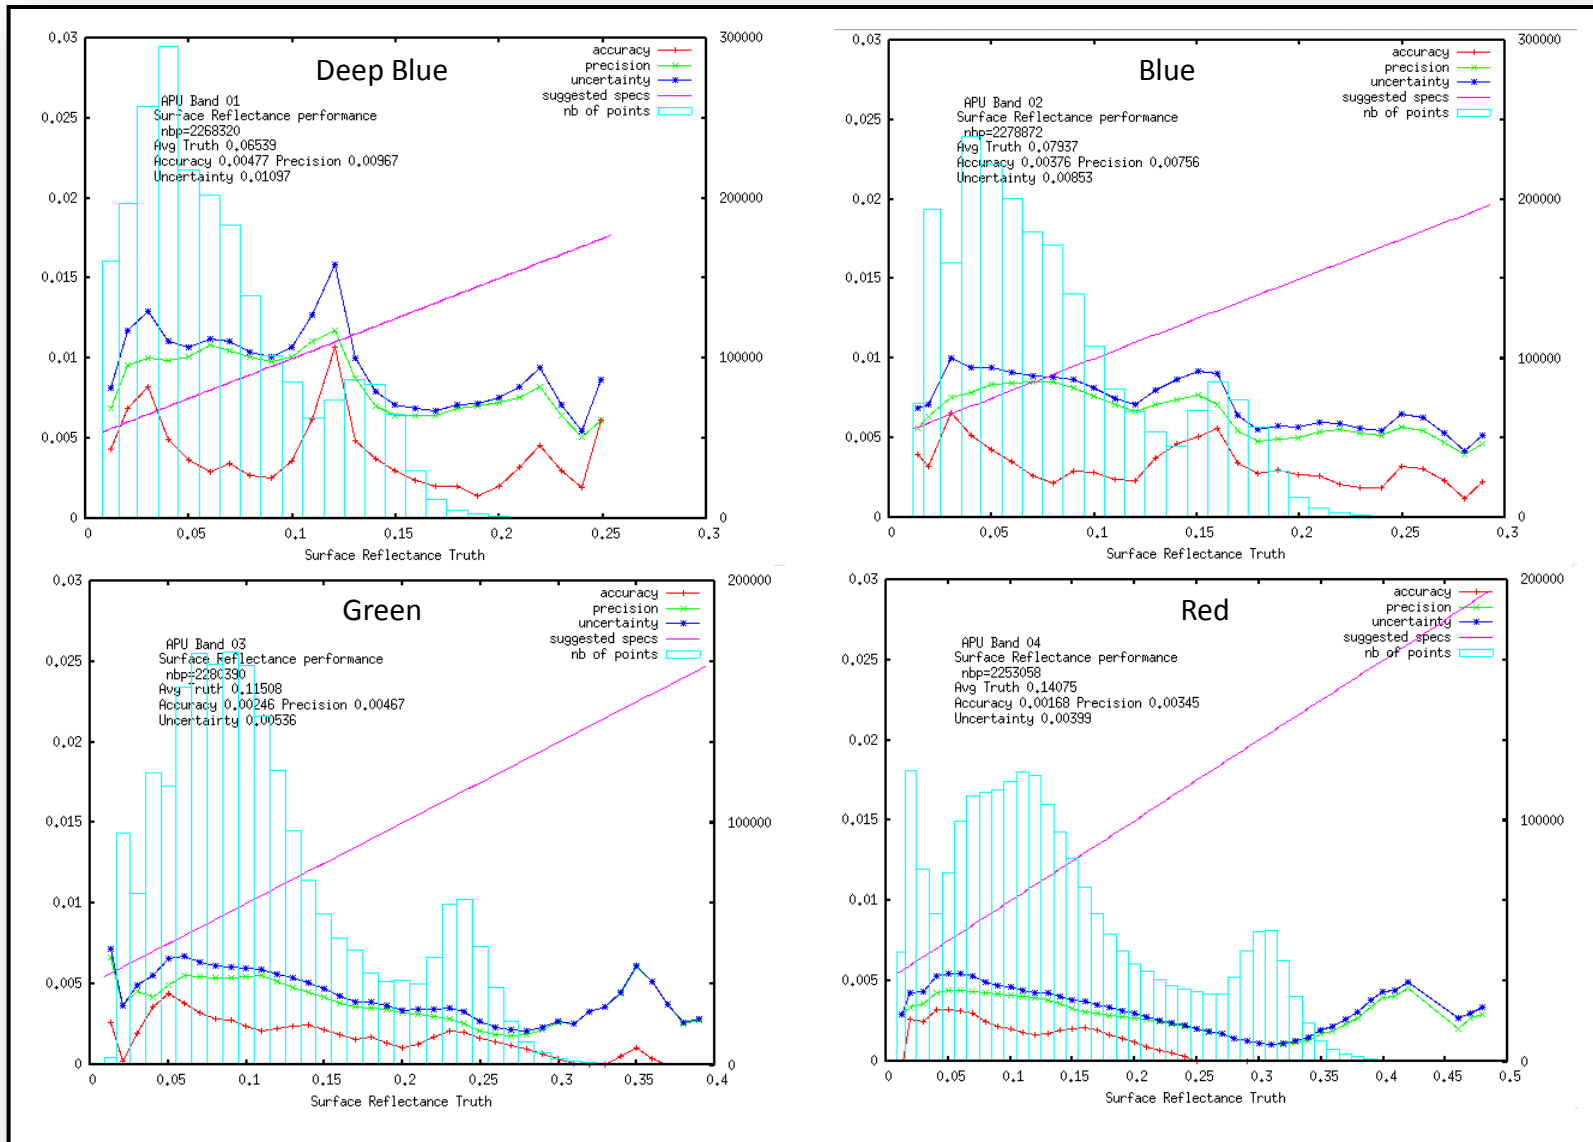 Deep Blue
accuracy
precision
uncertainty
suggested specs
nb of points
APU Band 01
Surface Reflectance performance
nbp=2268320
Avg Truth 0.06539
Accuracy 0.00477 Precision 0.00967
Uncertainty 0.01097
0.03
0.025
0.02
0.015
0.01
0.005
0
300000
200000
100000
0
0 0.05 0.1 0.15 0.2 0.25 0.3
Surface Reflectance Truth
Blue
accuracy
precision
uncertainty
suggested specs
nb of points
APU Band 02
Surface Reflectance performance
nbp=2278872
Avg Truth 0.07937
Accuracy 0.00376 Precision 0.00756
Uncertainty 0.00853
0.03
0.025
0.02
0.015
0.01
0.005
0
300000
200000
100000
0
0 0.05 0.1 0.15 0.2 0.25 0.3
Surface Reflectance Truth
Green
accuracy
precision
uncertainty
suggested specs
nb of points
APU Band 03
Surface Reflectance performance
nbp=2280390
Avg Truth 0.11508
Accuracy 0.00246 Precision 0.00467
Uncertainty 0.00536
0.03
0.025
0.02
0.015
0.01
0.005
0
200000
100000
0
0 0.05 0.1 0.15 0.2 0.25 0.3 0.35 0.4
Surface Reflectance Truth
Red
accuracy
precision
uncertainty
suggested specs
nb of points
APU Band 04
Surface Reflectance performance
nbp=2253058
Avg Truth 0.14075
Accuracy 0.00168 Precision 0.00345
Uncertainty 0.00399
0.03
0.025
0.02
0.015
0.01
0.005
0
200000
100000
0
0 0.05 0.1 0.15 0.2 0.25 0.3 0.35 0.4 0.45 0.5
Surface Reflectance Truth